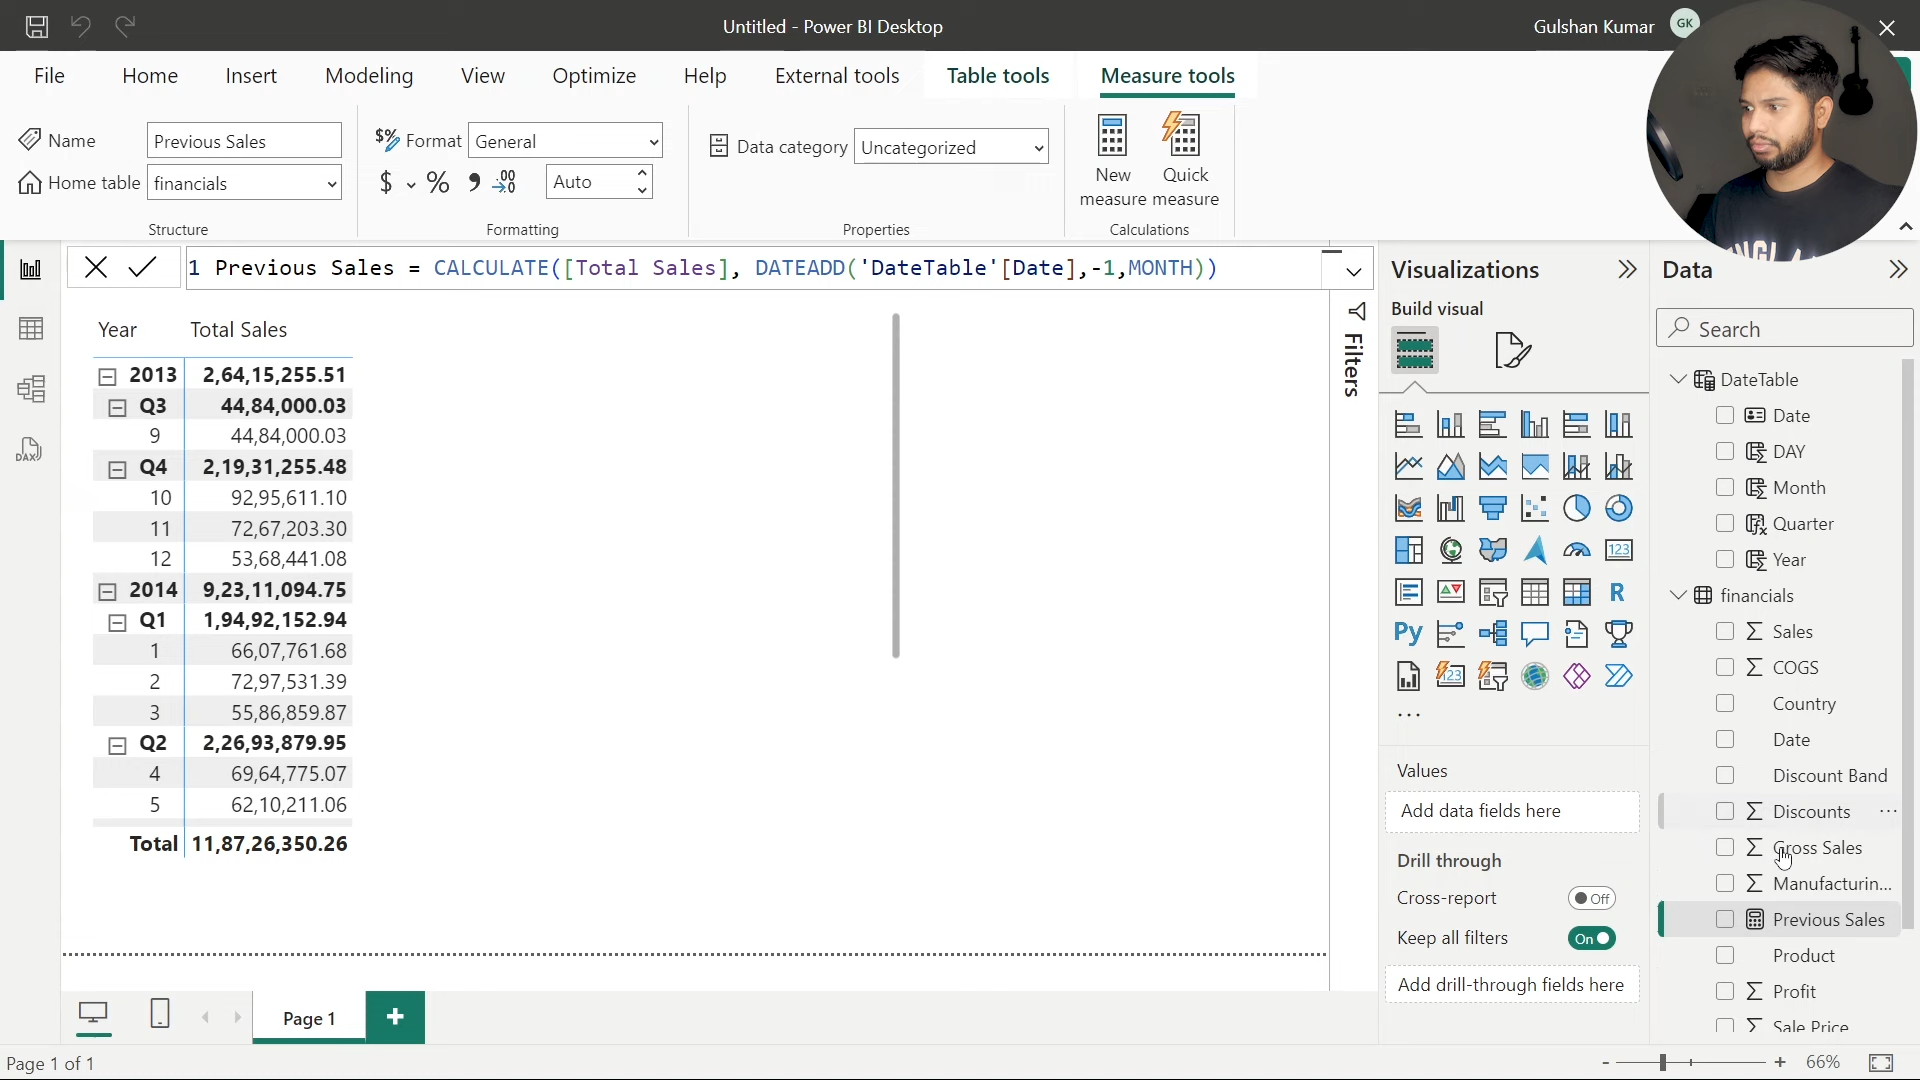 Untitled - Power BI Desktop
Gulshan Kumar
GK
File
Home
Insert
Modeling
View
Optimize
Help
External tools
Table tools
Measure tools
Name
Previous Sales
Home table
financials
Structure
$% Format
General
$
%
Auto
Formatting
Data category
Uncategorized
Properties
New
measure
Quick
measure
Calculations
1 Previous Sales = CALCULATE([Total Sales], DATEADD('DateTable'[Date],-1,MONTH))
Year Total Sales
2013 2,64,15,255.51
Q3 44,84,000.03
9 44,84,000.03
Q4 2,19,31,255.48
10 92,95,611.10
11 72,67,203.30
12 53,68,441.08
2014 9,23,11,094.75
Q1 1,94,92,152.94
1 66,07,761.68
2 72,97,531.39
3 55,86,859.87
Q2 2,26,93,879.95
4 69,64,775.07
5 62,10,211.06
Total 11,87,26,350.26
DAX
Filters
Visualizations
Build visual
123
R
Py
123
Values
Add data fields here
Drill through
Cross-report
Off
Keep all filters
On
Add drill-through fields here
Data
Search
DateTable
Date
DAY
Month
Quarter
Year
financials
Sales
COGS
Country
Date
Discount Band
Discounts
Gross Sales
Manufacturin...
Previous Sales
Product
Profit
Sale Price
Page 1
Page 1 of 1
66%